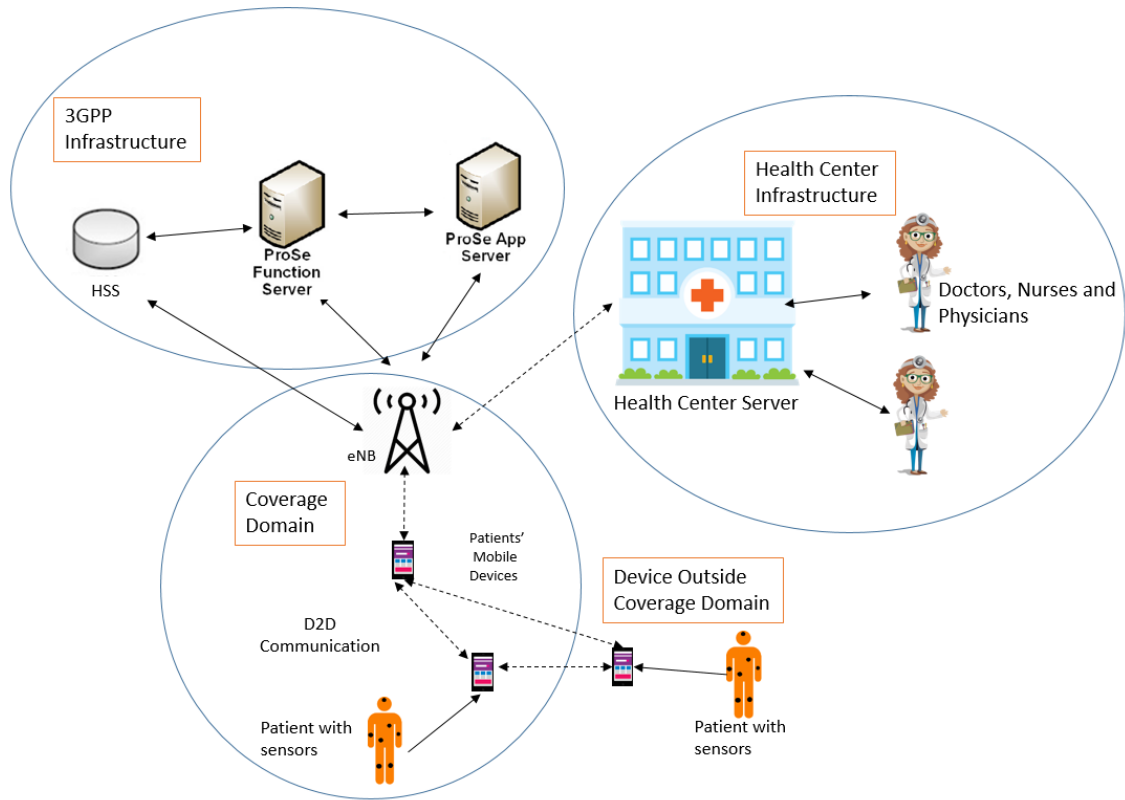 3GPP
Infrastructure
HSS
ProSe
Function
Server
ProSe App
Server
Health Center
Infrastructure
Doctors, Nurses and
Physicians
Health Center Server
eNB
Coverage
Domain
Patients’
Mobile
Devices
D2D
Communication
Device Outside
Coverage Domain
Patient with
sensors
Patient with
sensors